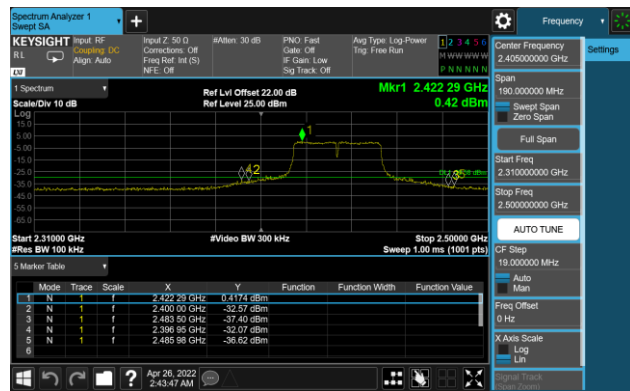 Spectrum Analyzer 1
Swept SA
Frequency
KEYSIGHT
RL
LXI
Input: RF
Coupling: DC
Align: Auto
Input Z: 50 Ω
Corrections: Off
Freq Ref: Int (S)
NFE: Off
#Atten: 30 dB
PNO: Fast
Gate: Off
IF Gain: Low
Sig Track: Off
Avg Type: Log-Power
Trig: Free Run
1 2 3 4 5 6
M W W W W W
P N N N N N
1 Spectrum
Scale/Div 10 dB
Ref Lvl Offset 22.00 dB
Ref Level 25.00 dBm
Mkr1 2.422 29 GHz
0.42 dBm
Log
15.0
5.00
-5.00
-15.0
-25.0
-35.0
-45.0
-55.0
-65.0
1
2
Start 2.31000 GHz
#Video BW 300 kHz
Stop 2.50000 GHz
#Res BW 100 kHz
Sweep 1.00 ms (1001 pts)
5 Marker Table
Mode Trace Scale X Y Function Function Width Function Value
1 N 1 f 2.422 29 GHz 0.4174 dBm
2 N 1 f 2.400 00 GHz -32.57 dBm
3 N 1 f 2.483 50 GHz -37.40 dBm
4 N 1 f 2.396 95 GHz -32.07 dBm
5 N 1 f 2.485 98 GHz -36.62 dBm
6
?
Apr 26, 2022
2:43:47 AM
Center Frequency
2.405000000 GHz
Settings
Span
190.000000 MHz
Swept Span
Zero Span
Full Span
Start Freq
2.310000000 GHz
Stop Freq
2.500000000 GHz
AUTO TUNE
CF Step
19.000000 MHz
Auto
Man
Freq Offset
0 Hz
X Axis Scale
Log
Lin
Signal Track
(Span Zoom)